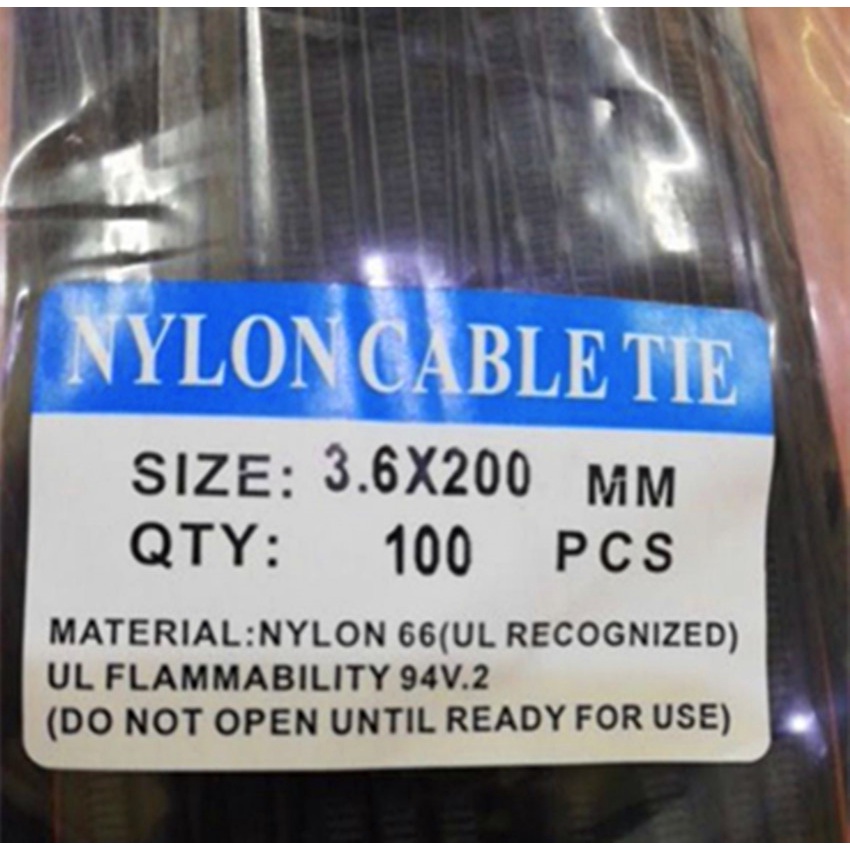 NYLON CABLE TIE
SIZE: 3.6X200 MM
QTY: 100 PCS
MATERIAL:NYLON 66(UL RECOGNIZED)
UL FLAMMABILITY 94V.2
(DO NOT OPEN UNTIL READY FOR USE)